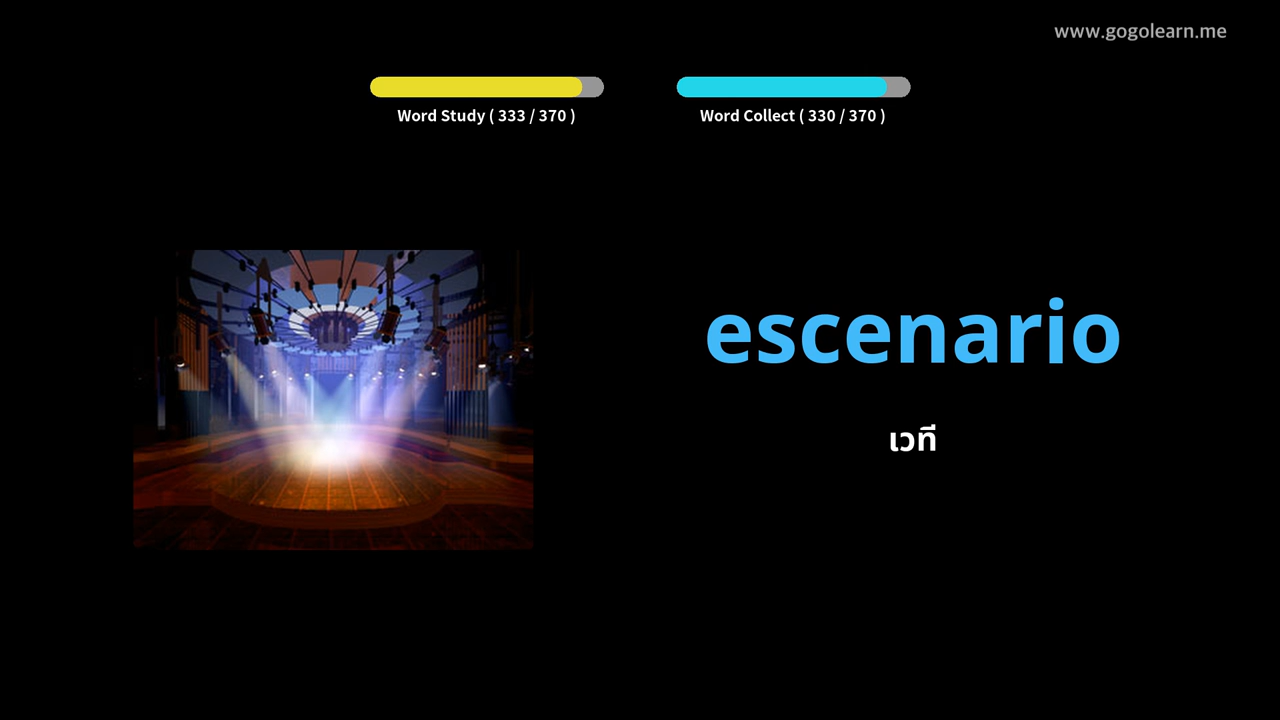 www.gogolearn.me
Word Study ( 333 / 370 )
Word Collect ( 330 / 370 )
escenario
เวที